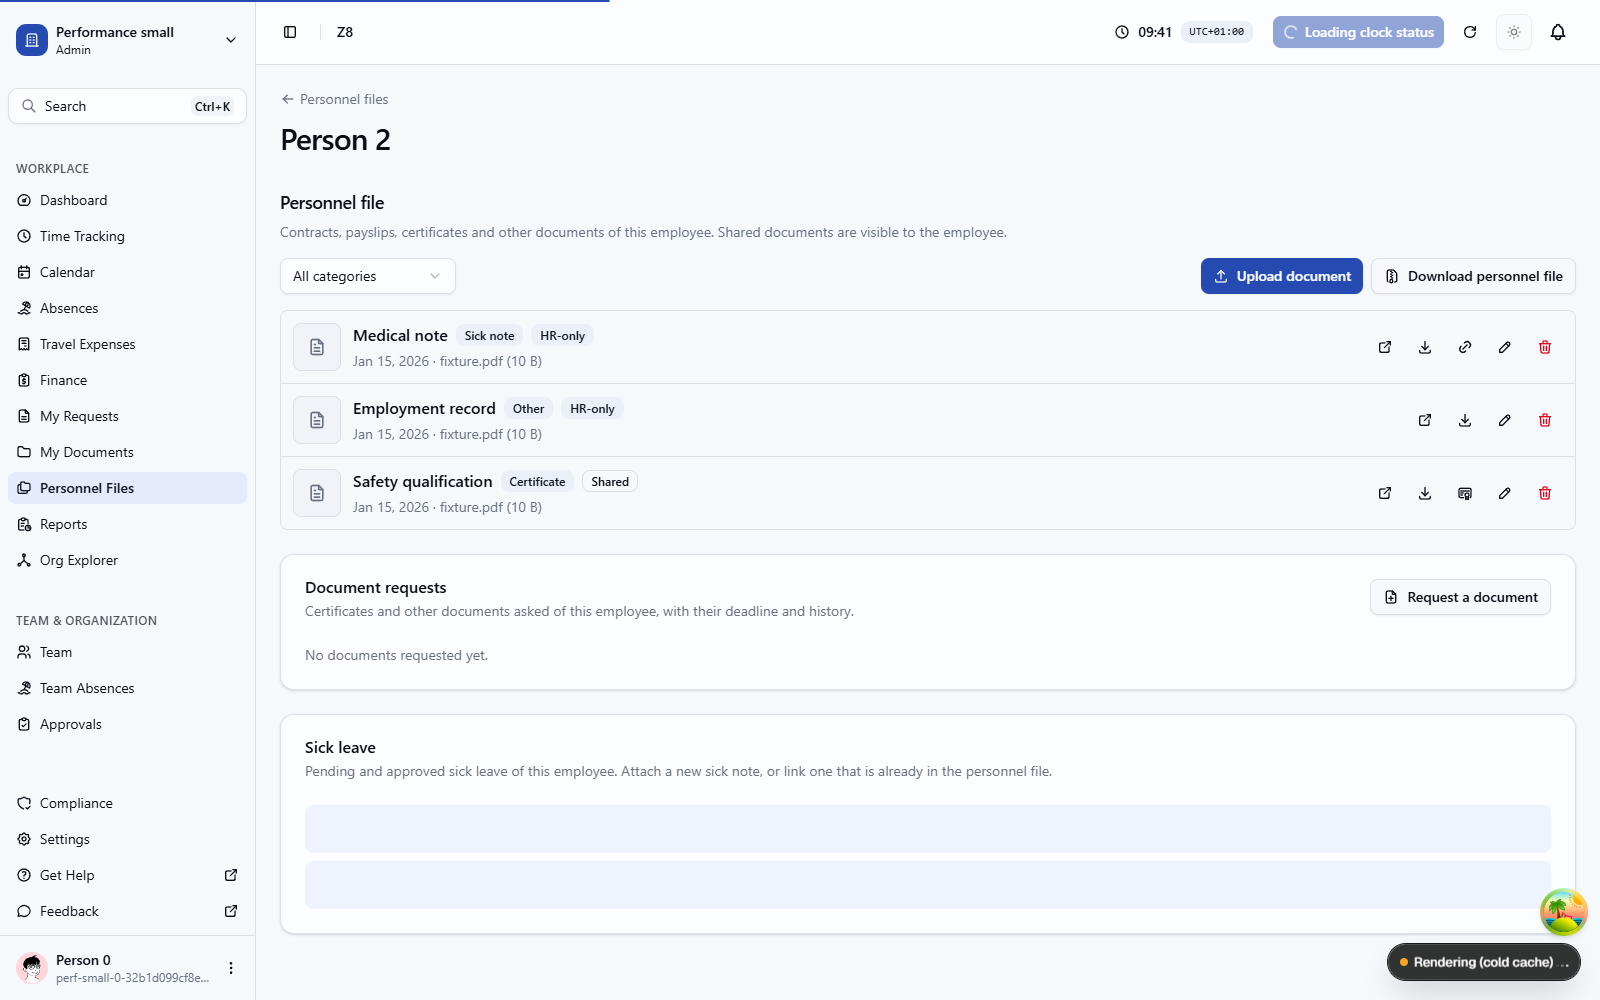 Performance small
Admin
Search Ctrl+K
WORKPLACE
Dashboard
Time Tracking
Calendar
Absences
Travel Expenses
Finance
My Requests
My Documents
Personnel Files
Reports
Org Explorer
TEAM & ORGANIZATION
Team
Team Absences
Approvals
Compliance
Settings
Get Help
Feedback
Person 0
perf-small-0-32b1d099cf8e...
Z8
09:41 UTC+01:00 Loading clock status
Personnel files
Person 2
Personnel file
Contracts, payslips, certificates and other documents of this employee. Shared documents are visible to the employee.
All categories Upload document Download personnel file
Medical note Sick note HR-only
Jan 15, 2026 · fixture.pdf (10 B)
Employment record Other HR-only
Jan 15, 2026 · fixture.pdf (10 B)
Safety qualification Certificate Shared
Jan 15, 2026 · fixture.pdf (10 B)
Document requests
Certificates and other documents asked of this employee, with their deadline and history.
Request a document
No documents requested yet.
Sick leave
Pending and approved sick leave of this employee. Attach a new sick note, or link one that is already in the personnel file.
Rendering (cold cache) ...